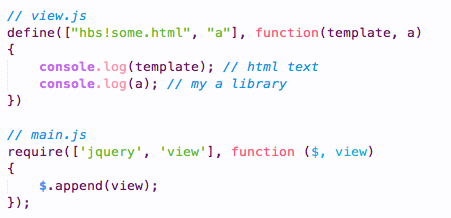 // view.js
define(["hbs!some.html", "a"], function(template, a)
{
    console.log(template); // html text
    console.log(a); // my a library
})

// main.js
require(['jquery', 'view'], function ($, view)
{
    $.append(view);
});